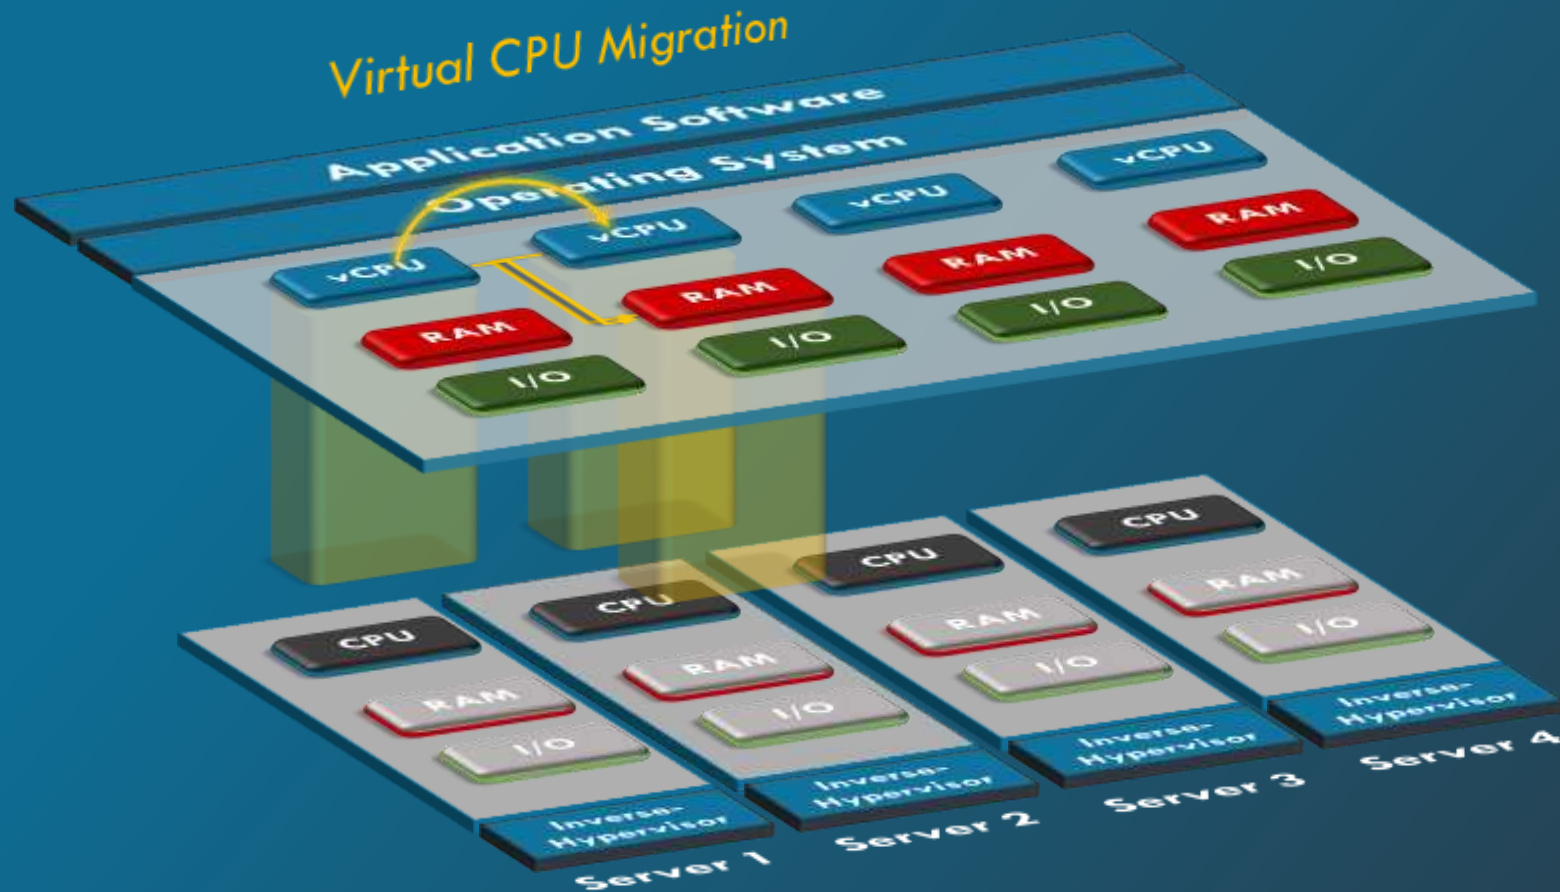 Virtual CPU Migration
Application Software
Operating System
vCPU
vCPU
vCPU
vCPU
RAM
RAM
RAM
RAM
I/O
I/O
I/O
I/O
CPU
CPU
CPU
CPU
RAM
RAM
RAM
RAM
I/O
I/O
I/O
I/O
Inverse-
Hypervisor
Inverse-
Hypervisor
Inverse-
Hypervisor
Inverse-
Hypervisor
Server 1
Server 2
Server 3
Server 4